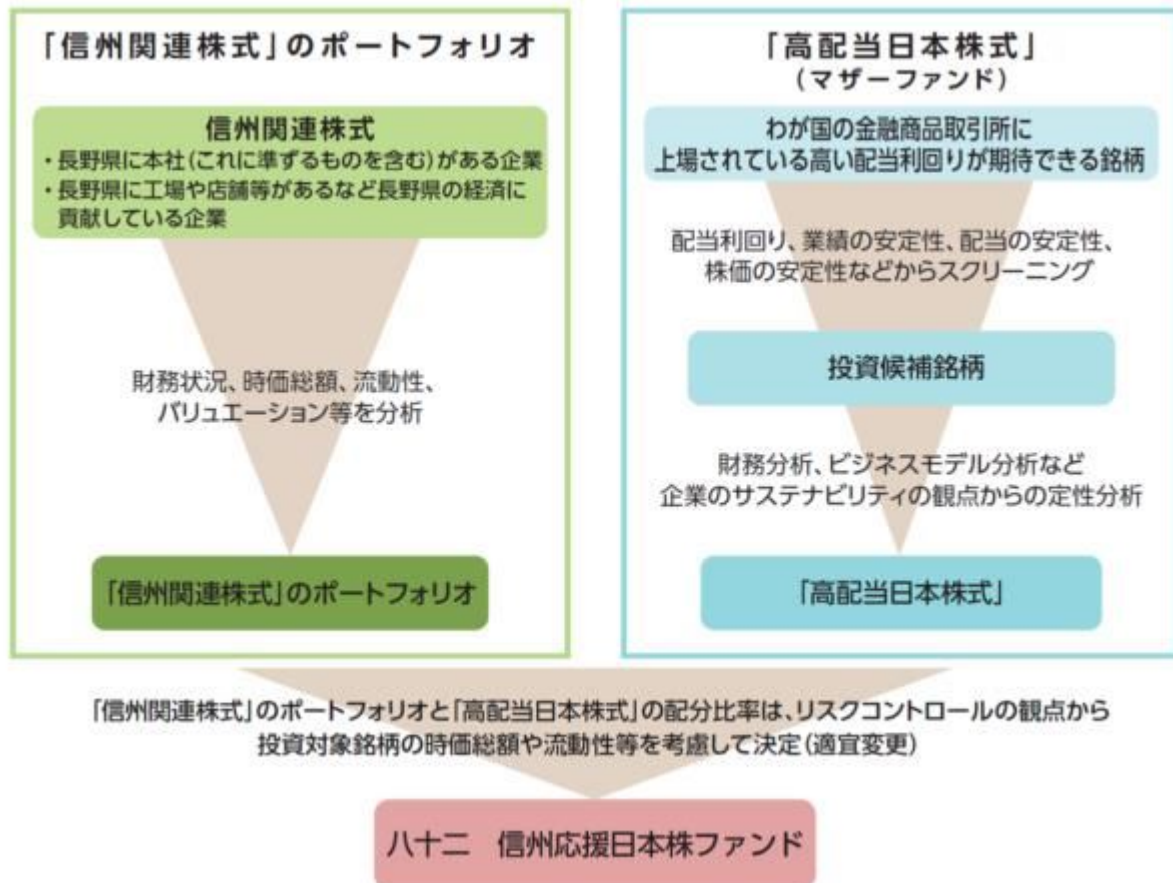 「信州関連株式」のポートフォリオ
信州関連株式
・長野県に本社(これに準ずるものを含む)がある企業
・長野県に工場や店舗等があるなど長野県の経済に
貢献している企業
財務状況、時価総額、流動性、
バリュエーション等を分析
「信州関連株式」のポートフォリオ
「高配当日本株式」
(マザーファンド)
わが国の金融商品取引所に
上場されている高い配当利回りが期待できる銘柄
配当利回り、業績の安定性、配当の安定性、
株価の安定性などからスクリーニング
投資候補銘柄
財務分析、ビジネスモデル分析など
企業のサステナビリティの観点からの定性分析
「高配当日本株式」
「信州関連株式」のポートフォリオと「高配当日本株式」の配分比率は、リスクコントロールの観点から
投資対象銘柄の時価総額や流動性等を考慮して決定(適宜変更)
八十二　信州応援日本株ファンド